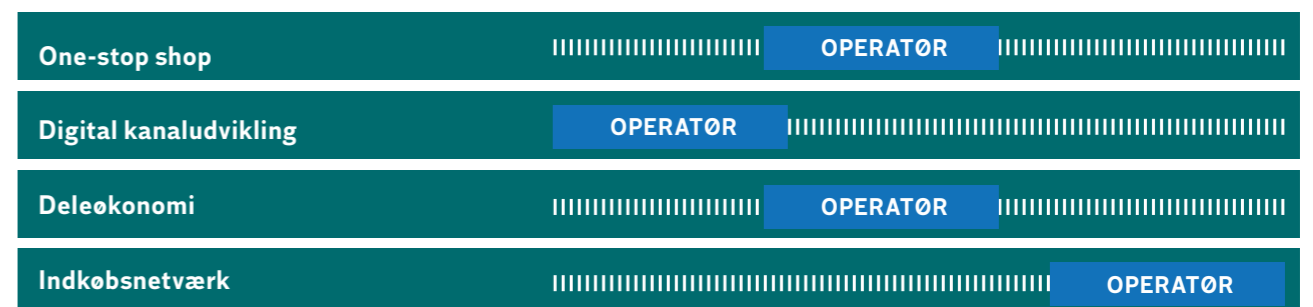 One-stop shop OPERATØR
Digital kanaludvikling OPERATØR
Deleøkonomi OPERATØR
Indkøbsnetværk OPERATØR